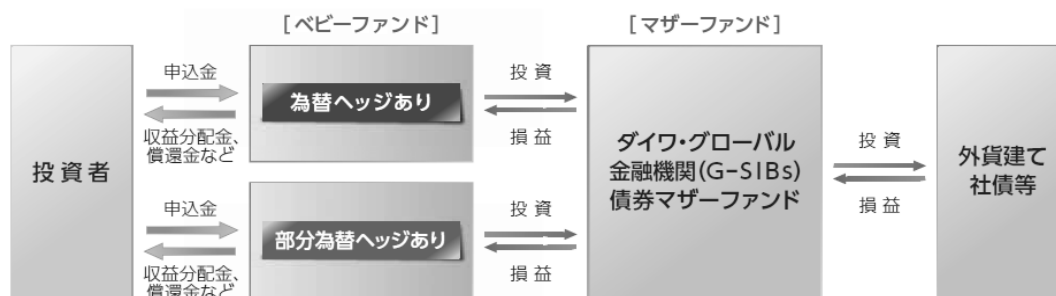 [ベビーファンド]
[マザーファンド]
投資者
申込金
収益分配金、
償還金など
為替ヘッジあり
投資
損益
申込金
収益分配金、
償還金など
部分為替ヘッジあり
投資
損益
ダイワ・グローバル
金融機関(G-SIBs)
債券マザーファンド
投資
損益
外貨建て
社債等